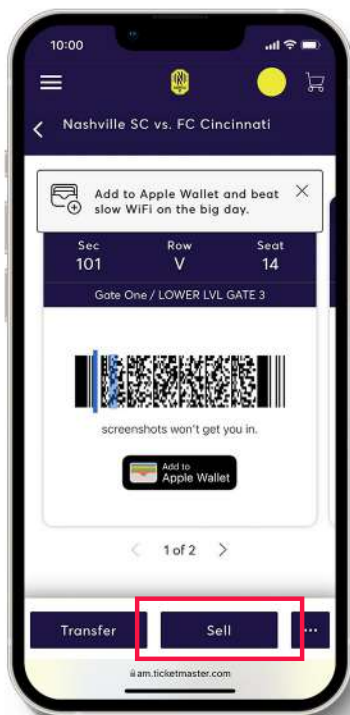 10:00
Nashville SC vs. FC Cincinnati
Add to Apple Wallet and beat
slow WiFi on the big day.
Sec Row Seat
101 V 14
Gate One / LOWER LVL GATE 3
screenshots won't get you in.
Add to
Apple Wallet
1 of 2
Transfer Sell ...
am.ticketmaster.com